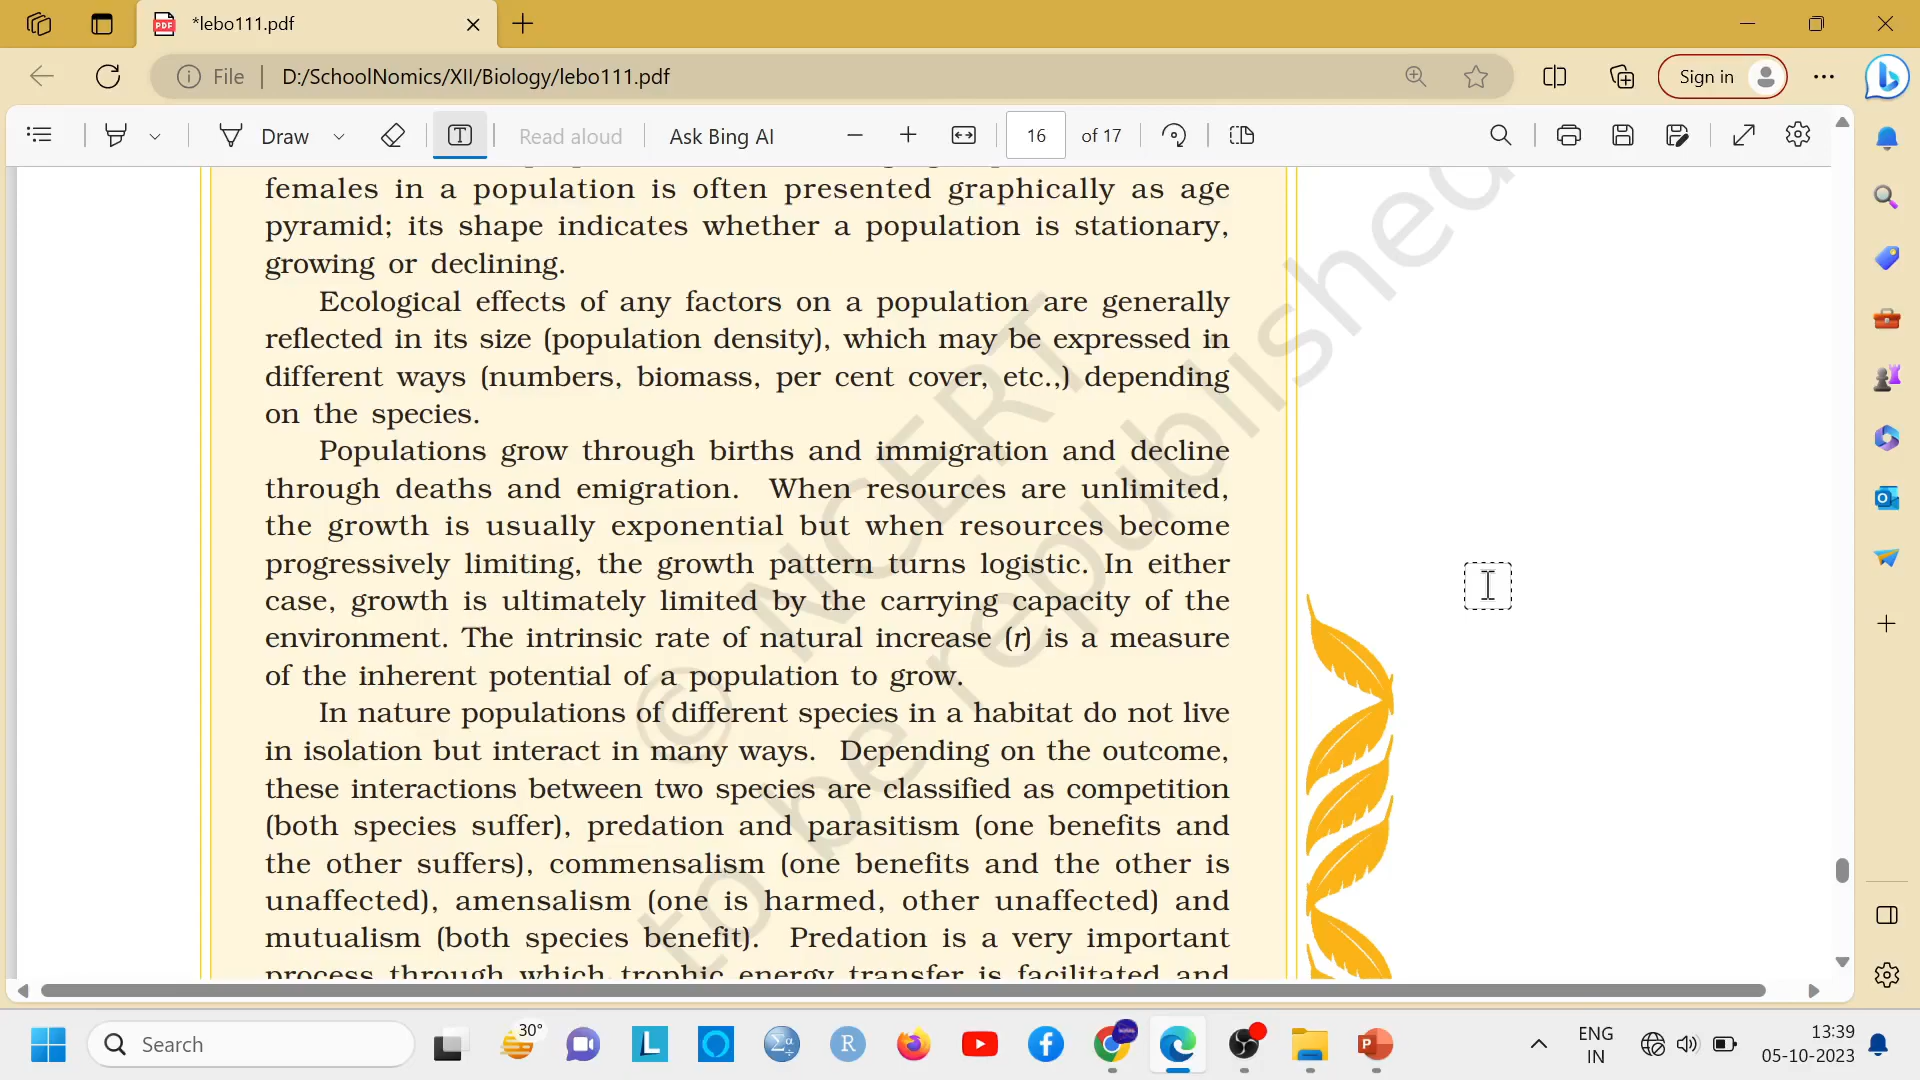 *lebo111.pdf
File D:/SchoolNomics/XII/Biology/lebo111.pdf Sign in
Draw Read aloud Ask Bing AI 16 of 17
females in a population is often presented graphically as age
pyramid; its shape indicates whether a population is stationary,
growing or declining.
Ecological effects of any factors on a population are generally
reflected in its size (population density), which may be expressed in
different ways (numbers, biomass, per cent cover, etc.,) depending
on the species.
Populations grow through births and immigration and decline
through deaths and emigration. When resources are unlimited,
the growth is usually exponential but when resources become
progressively limiting, the growth pattern turns logistic. In either
case, growth is ultimately limited by the carrying capacity of the
environment. The intrinsic rate of natural increase (r) is a measure
of the inherent potential of a population to grow.
In nature populations of different species in a habitat do not live
in isolation but interact in many ways. Depending on the outcome,
these interactions between two species are classified as competition
(both species suffer), predation and parasitism (one benefits and
the other suffers), commensalism (one benefits and the other is
unaffected), amensalism (one is harmed, other unaffected) and
mutualism (both species benefit). Predation is a very important
process through which trophic energy transfer is facilitated and
© NCERT
to be republished
Search 30° ENG 13:39
IN 05-10-2023